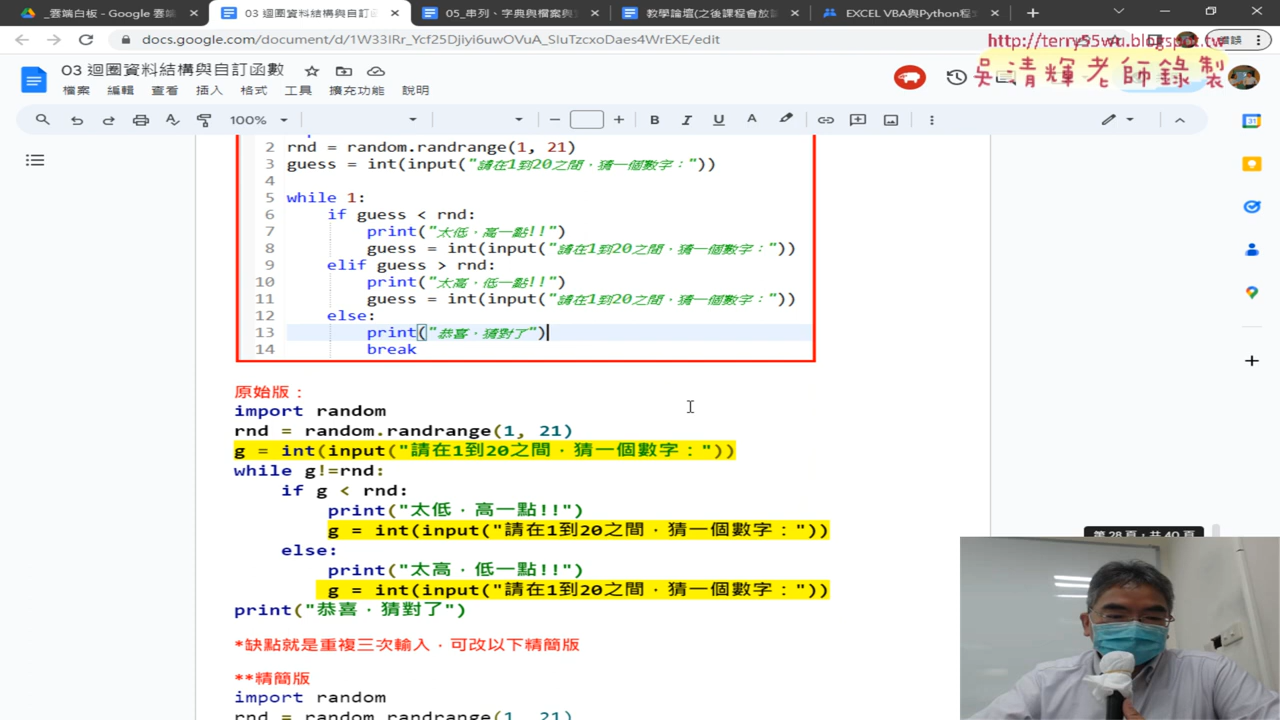 _雲端白板 - Google 雲端
03 迴圈資料結構與自訂函
05_串列、字典與檔案與
教學論壇(之後課程會放
EXCEL VBA與Python程
docs.google.com/document/d/1W33IRr_Ycf25Djiyi6uwOVuA_SIuTzcxoDaes4WrEXE/edit
http://terry55wu.blogspot.tw
吳清輝老師錄製
03 迴圈資料結構與自訂函數
檔案 編輯 查看 插入 格式 工具 擴充功能 說明
100%
2 rnd = random.randrange(1, 21)
3 guess = int(input("請在1到20之間，猜一個數字："))
4
5 while 1:
6 if guess < rnd:
7 print("太低，高一點!!")
8 guess = int(input("請在1到20之間，猜一個數字："))
9 elif guess > rnd:
10 print("太高，低一點!!")
11 guess = int(input("請在1到20之間，猜一個數字："))
12 else:
13 print("恭喜，猜對了")
14 break
原始版：
import random
rnd = random.randrange(1, 21)
g = int(input("請在1到20之間，猜一個數字："))
while g!=rnd:
if g < rnd:
print("太低，高一點!!")
g = int(input("請在1到20之間，猜一個數字："))
else:
print("太高，低一點!!")
g = int(input("請在1到20之間，猜一個數字："))
print("恭喜，猜對了")
*缺點就是重複三次輸入，可改以下精簡版
**精簡版
import random
rnd = random.randrange(1, 21)
第 28 頁，共 40 頁